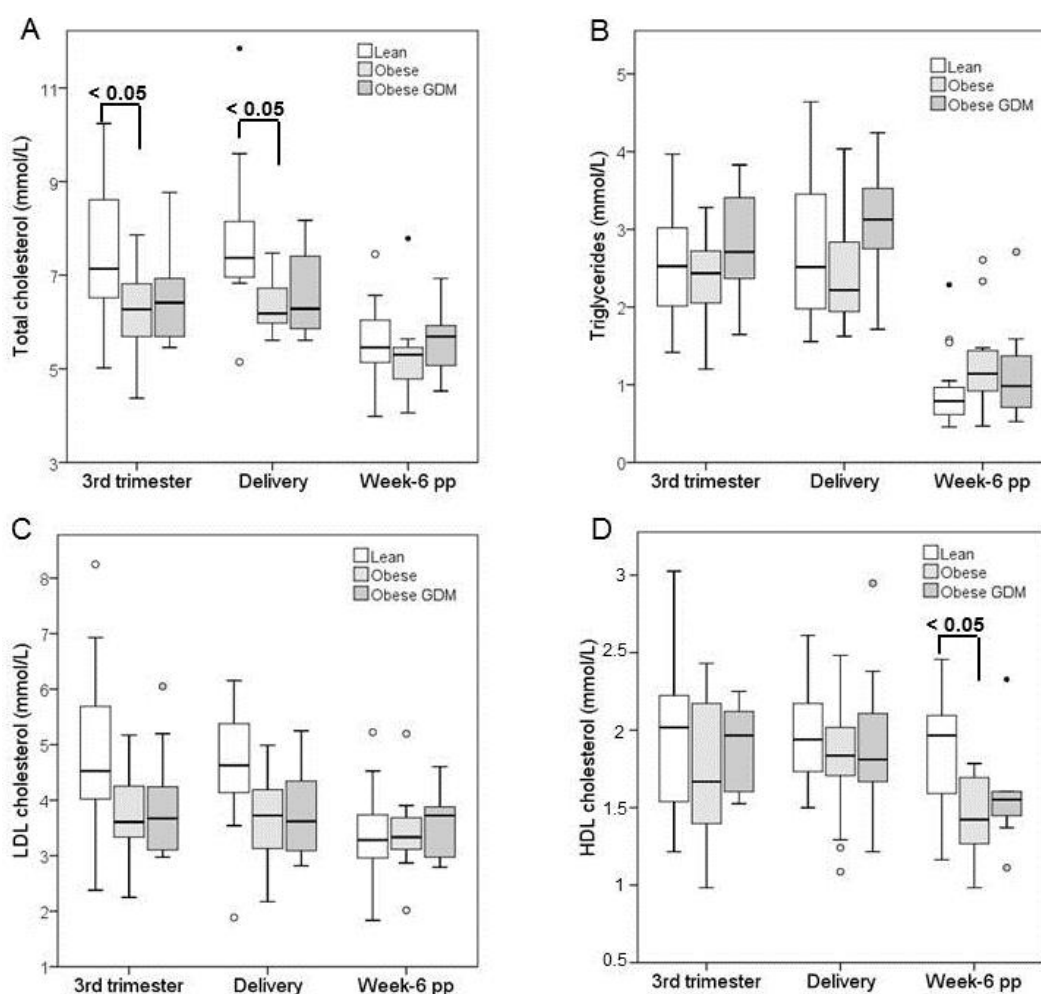 A
Total cholesterol (mmol/L)
11
9
7
5
3
< 0.05
< 0.05
Lean
Obese
Obese GDM
3rd trimester Delivery Week-6 pp
B
Triglycerides (mmol/L)
5
4
3
2
1
0
Lean
Obese
Obese GDM
3rd trimester Delivery Week-6 pp
C
LDL cholesterol (mmol/L)
8
7
6
5
4
3
2
1
Lean
Obese
Obese GDM
3rd trimester Delivery Week-6 pp
D
HDL cholesterol (mmol/L)
3
2.5
2
1.5
1
0.5
Lean
Obese
Obese GDM
< 0.05
3rd trimester Delivery Week-6 pp